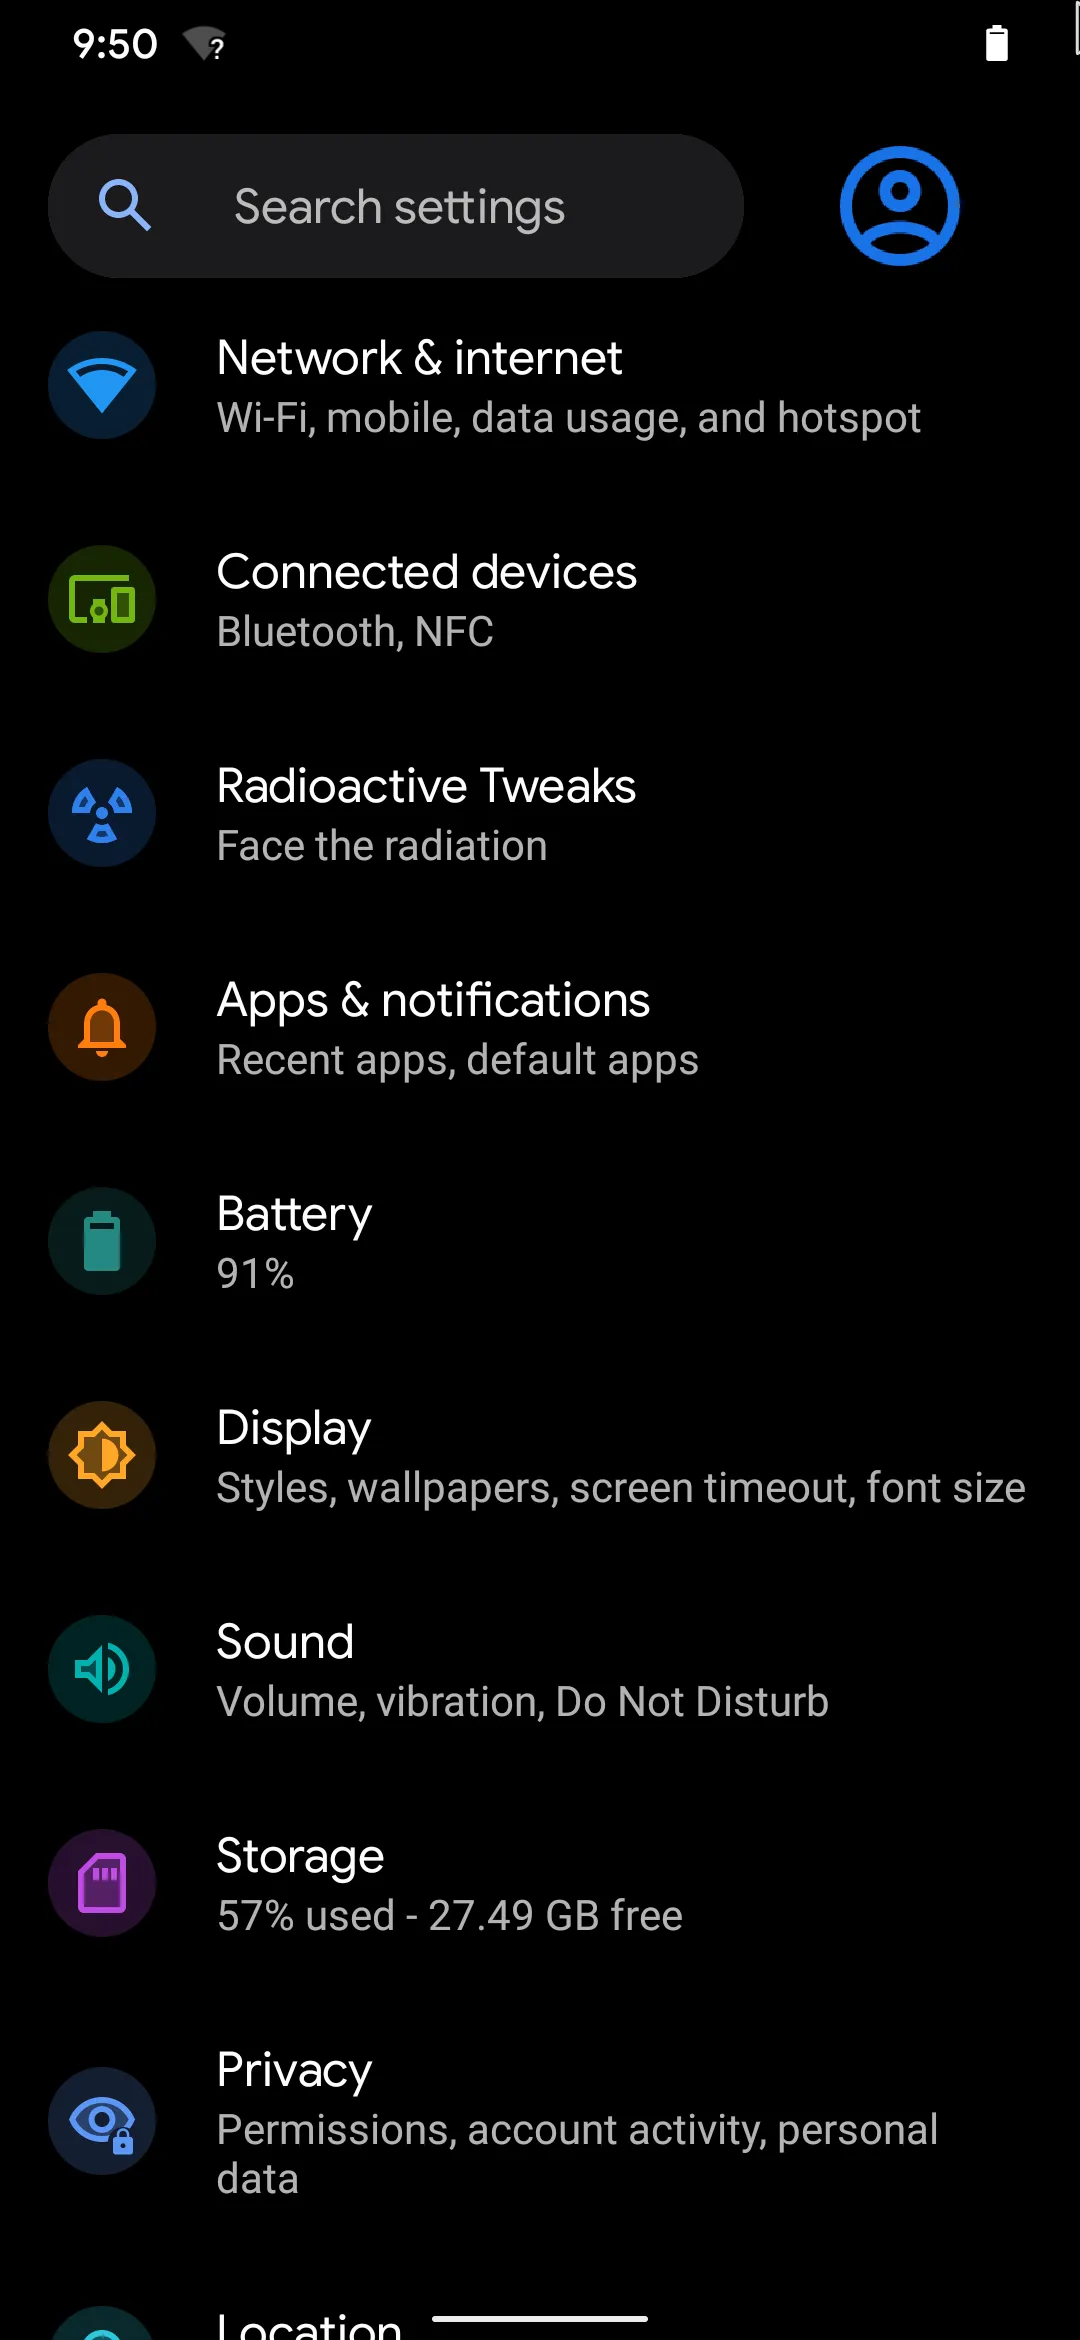 9:50
Search settings
Network & internet
Wi-Fi, mobile, data usage, and hotspot
Connected devices
Bluetooth, NFC
Radioactive Tweaks
Face the radiation
Apps & notifications
Recent apps, default apps
Battery
91%
Display
Styles, wallpapers, screen timeout, font size
Sound
Volume, vibration, Do Not Disturb
Storage
57% used - 27.49 GB free
Privacy
Permissions, account activity, personal
data
Location